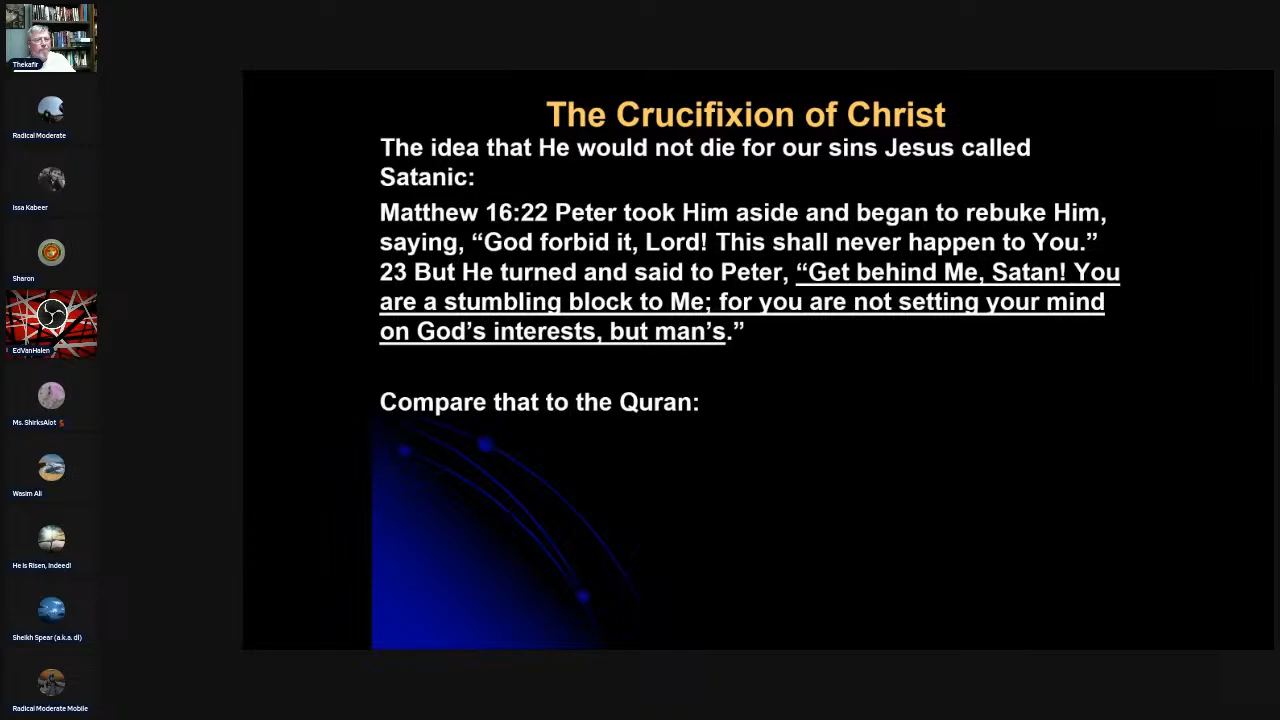 Thekafir
Radical Moderate
Issa Kabeer
Sharon
EdVanHalen
Ms. ShirksAlot
Wasim Ali
He is Risen, Indeed!
Sheikh Spear (a.k.a. dl)
Radical Moderate Mobile
The Crucifixion of Christ
The idea that He would not die for our sins Jesus called
Satanic:
Matthew 16:22 Peter took Him aside and began to rebuke Him,
saying, “God forbid it, Lord! This shall never happen to You.”
23 But He turned and said to Peter, “Get behind Me, Satan! You
are a stumbling block to Me; for you are not setting your mind
on God’s interests, but man’s.”
Compare that to the Quran: